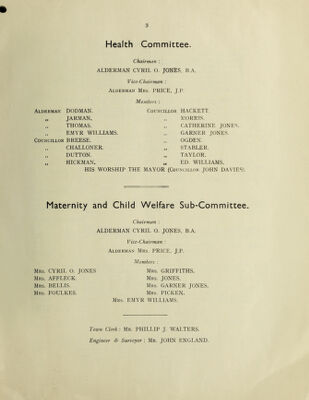 3
Health Committee.
Chairman :
ALDERMAN CYRIL O. JONES, B.A.
Vice-Chairman :
ALDERMAN MRS. PRICE, J.P.
Members :
ALDERMAN DODMAN. COUNCILLOR HACKETT.
„ JARMAN. „ MORRIS.
„ THOMAS. „ CATHERINE JONES.
„ EMYR WILLIAMS. „ GARNER JONES.
COUNCILLOR BREESE. „ OGDEN.
„ CHALLONER. „ STABLER.
„ DUTTON. „ TAYLOR.
„ HICKMAN. „ ED. WILLIAMS.
HIS WORSHIP THE MAYOR (COUNCILLOR JOHN DAVIES).
Maternity and Child Welfare Sub-Committee.
Chairman :
ALDERMAN CYRIL O. JONES, B.A.
Vice-Chairman :
ALDERMAN MRS. PRICE, J.P.
Members :
MRS. CYRIL O. JONES MRS. GRIFFITHS.
MRS. AFFLECK. MRS. JONES.
MRS. BELLIS. MRS. GARNER JONES.
MRS. FOULKES. MRS. PICKEN.
MRS. EMYR WILLIAMS.
Town Clerk : MR. PHILLIP J. WALTERS.
Engineer & Surveyor : MR. JOHN ENGLAND.